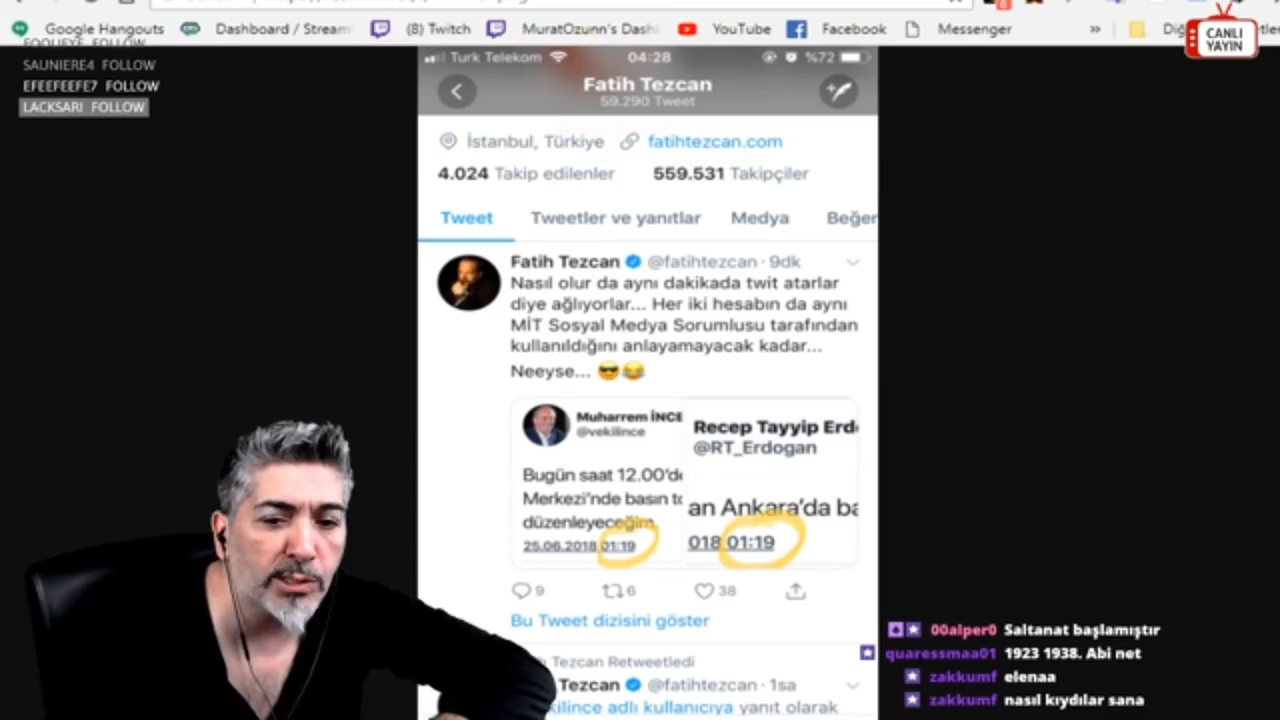 Google Hangouts
Dashboard / Stream
(8) Twitch
MuratOzunn's Dash
YouTube
Facebook
Messenger
»
CANLI
YAYIN
SAUNIERE4 FOLLOW
EFEEFEEFE7 FOLLOW
LACKSARI FOLLOW
Turk Telekom
04:28
%72
Fatih Tezcan
59.290 Tweet
İstanbul, Türkiye
fatihtezcan.com
4.024 Takip edilenler
559.531 Takipçiler
Tweet
Tweetler ve yanıtlar
Medya
Beğer
Fatih Tezcan @fatihtezcan · 9dk
Nasıl olur da aynı dakikada twit atarlar
diye ağlıyorlar... Her iki hesabın da aynı
MİT Sosyal Medya Sorumlusu tarafından
kullanıldığını anlayamayacak kadar...
Neeyse... 😎😂
Muharrem İNCE
@vekilince
Bugün saat 12.00'de
Merkezi'nde basın to
düzenleyeceğim.
25.06.2018 01:19
Recep Tayyip Erd
@RT_Erdogan
an Ankara'da ba
018 01:19
9
6
38
Bu Tweet dizisini göster
Tezcan Retweetledi
Tezcan @fatihtezcan · 1sa
kilince adlı kullanıcıya yanıt olarak
00alper0 Saltanat başlamıştır
quaressmaa01 1923 1938. Abi net
zakkumf elenaa
zakkumf nasıl kıydılar sana